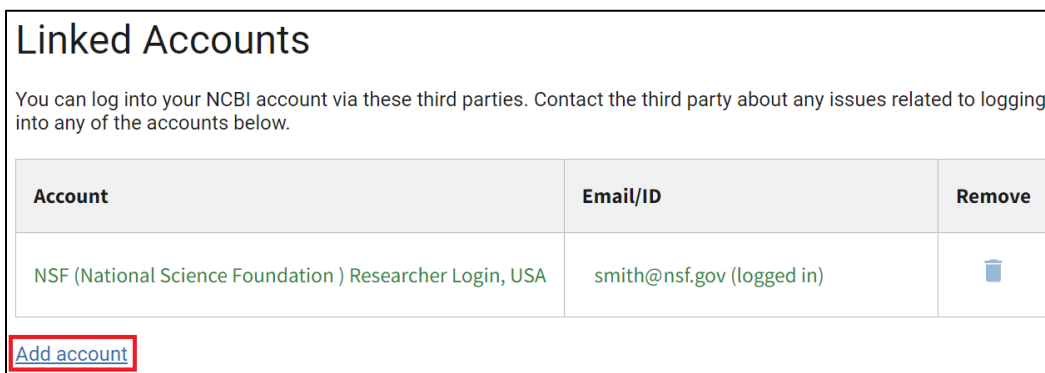 Linked Accounts
You can log into your NCBI account via these third parties. Contact the third party about any issues related to logging
into any of the accounts below.
Account Email/ID Remove
NSF (National Science Foundation ) Researcher Login, USA smith@nsf.gov (logged in)
Add account